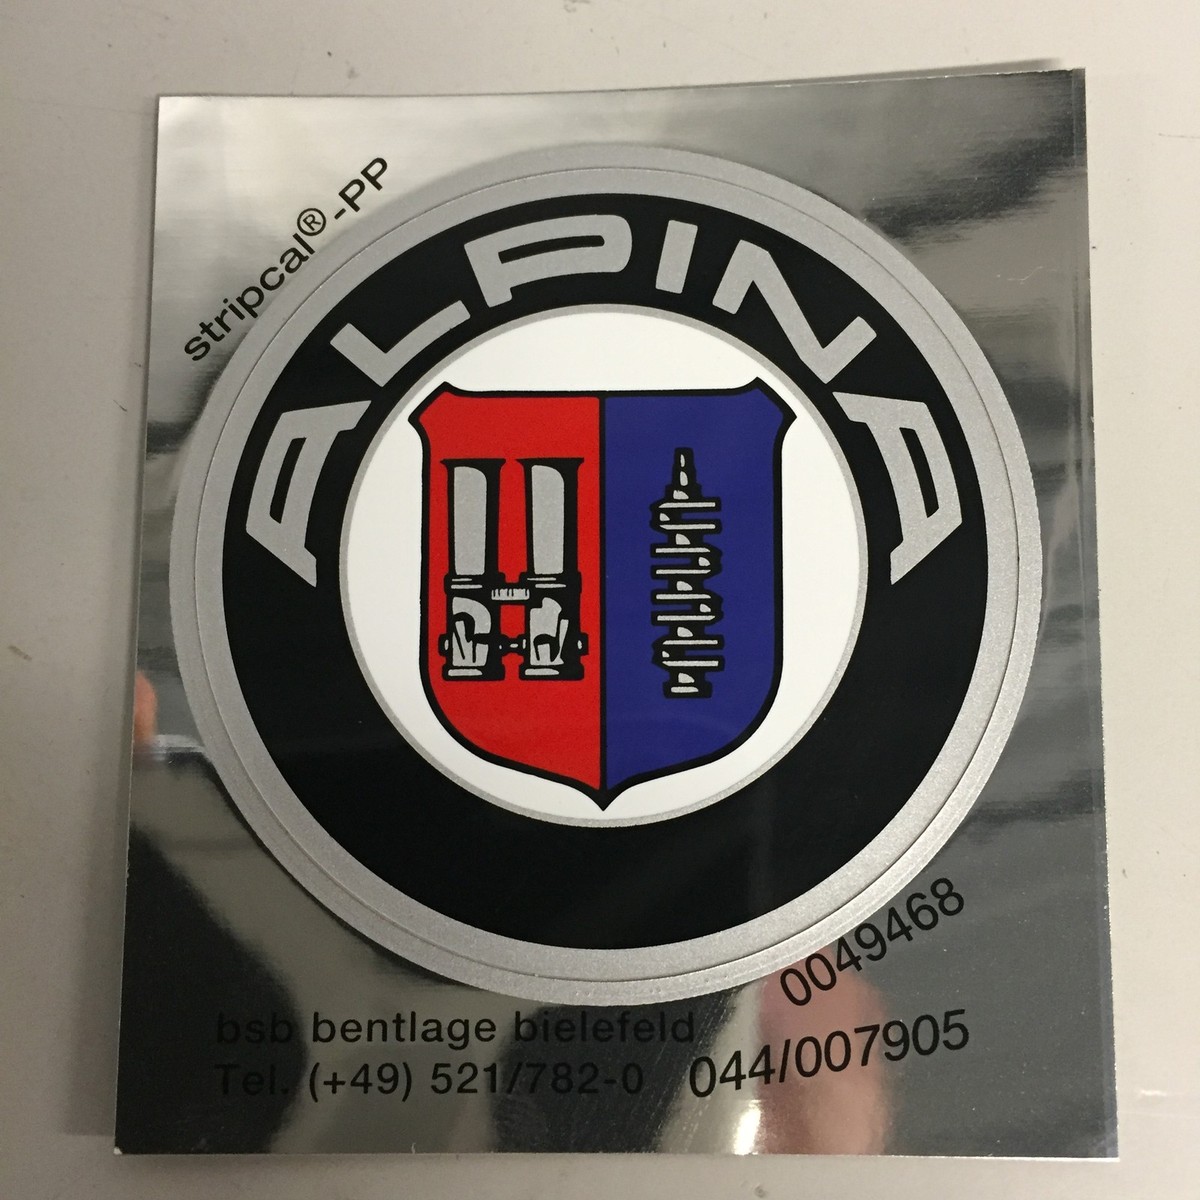 stripcal®-PP
ALPINA
0049468
bsb bentlage bielefeld
Tel. (+49) 521/782-0 044/007905